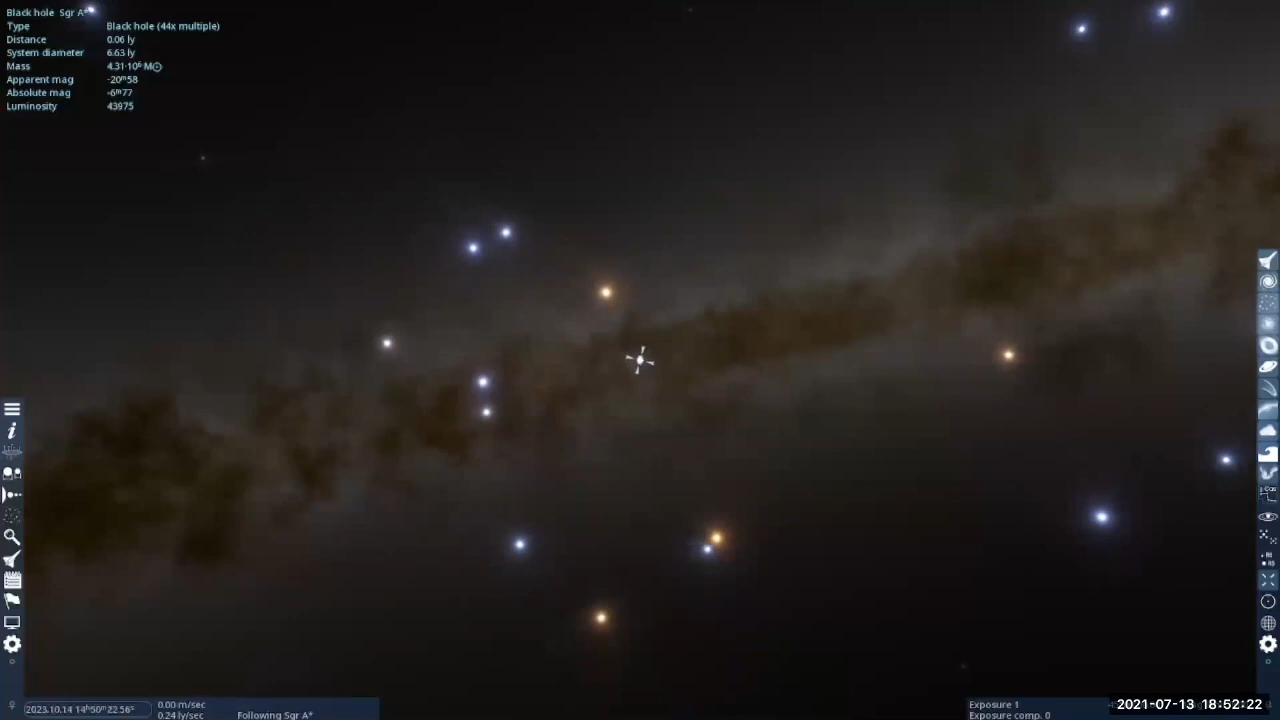 Black hole Sgr A*
Type Black hole (44x multiple)
Distance 0.06 ly
System diameter 6.63 ly
Mass 4.31·10⁶ M☉
Apparent mag -20ᵐ58
Absolute mag -6ᵐ77
Luminosity 43975
2023.10.14 14ʰ50ᵐ22.56ˢ
0.00 m/sec
0.24 ly/sec Following Sgr A*
Exposure 1
Exposure comp. 0
2021-07-13 18:52:22